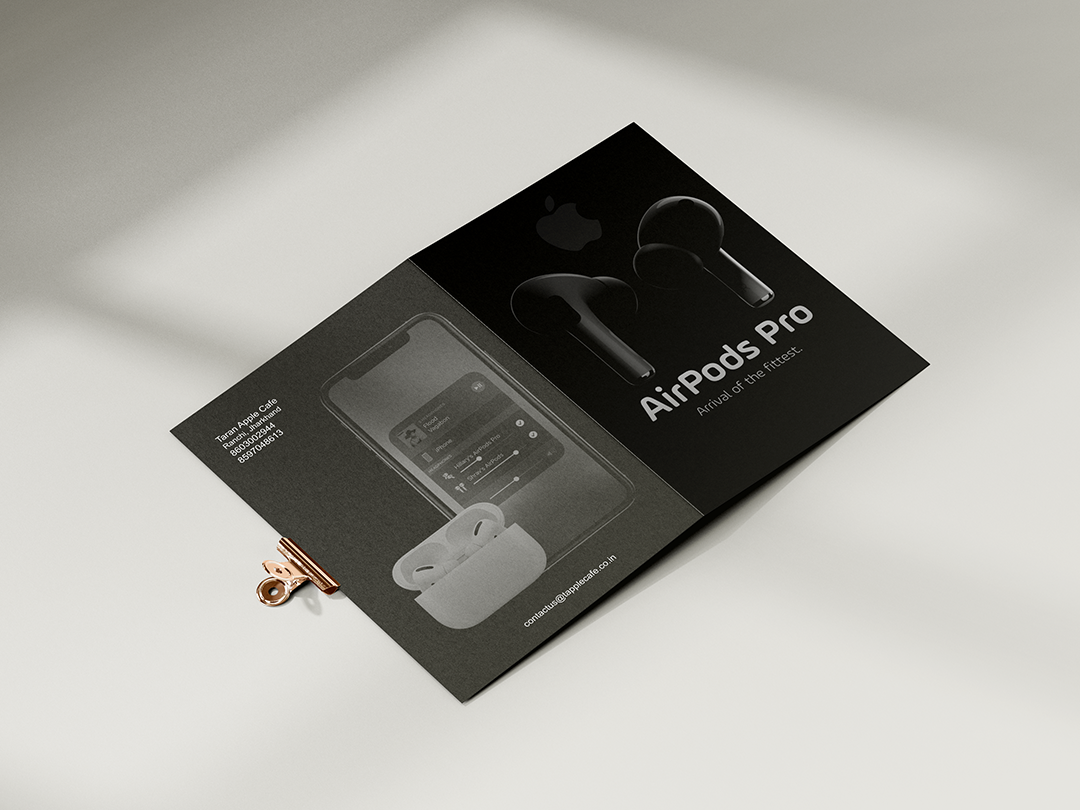 Taran Apple Cafe
Ranchi, Jharkhand
8603002944
8597048613
Flood
Vagabon
iPhone
Hillary's AirPods Pro
Shray's AirPods
contactus@tapplecafe.co.in
AirPods Pro
Arrival of the fittest.